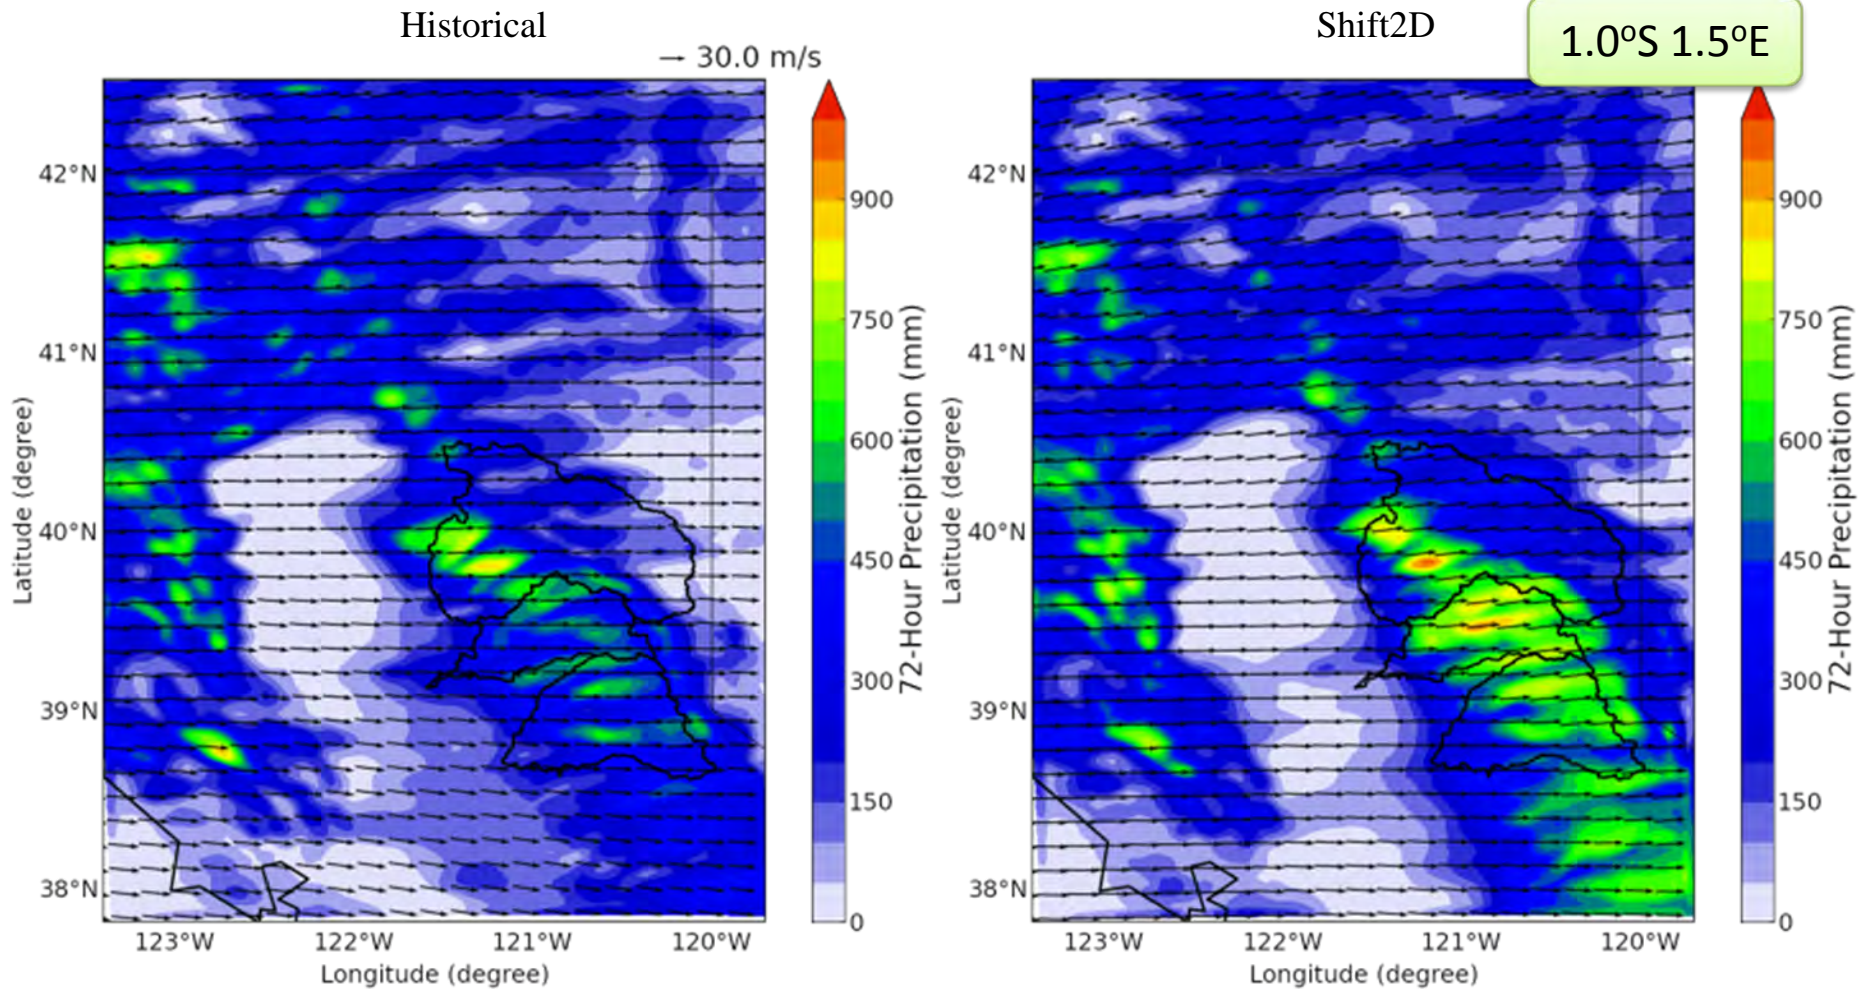 Historical
30.0 m/s
42°N
41°N
40°N
39°N
38°N
Latitude (degree)
123°W 122°W 121°W 120°W
Longitude (degree)
900
750
600
450
300
150
0
72-Hour Precipitation (mm)
Shift2D
1.0°S 1.5°E
42°N
41°N
40°N
39°N
38°N
Latitude (degree)
123°W 122°W 121°W 120°W
Longitude (degree)
900
750
600
450
300
150
0
72-Hour Precipitation (mm)